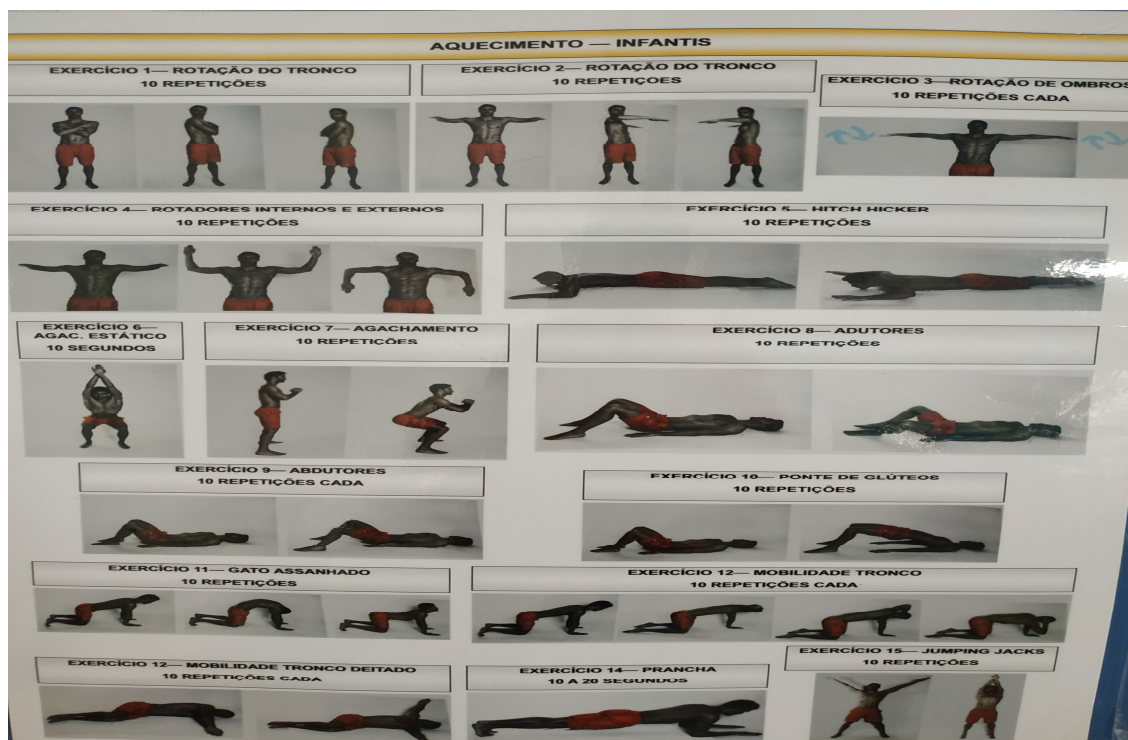 AQUECIMENTO — INFANTIS
EXERCÍCIO 1— ROTAÇÃO DO TRONCO
10 REPETIÇÕES
EXERCÍCIO 2— ROTAÇÃO DO TRONCO
10 REPETIÇOES
EXERCÍCIO 3—ROTAÇÃO DE OMBROS
10 REPETIÇÕES CADA
EXERCÍCIO 4— ROTADORES INTERNOS E EXTERNOS
10 REPETIÇÕES
EXERCÍCIO 5— HITCH HICKER
10 REPETIÇÕES
EXERCÍCIO 6—
AGAC. ESTÁTICO
10 SEGUNDOS
EXERCÍCIO 7— AGACHAMENTO
10 REPETIÇÕES
EXERCÍCIO 8— ADUTORES
10 REPETIÇÕES
EXERCÍCIO 9— ABDUTORES
10 REPETIÇÕES CADA
EXERCÍCIO 10— PONTE DE GLÚTEOS
10 REPETIÇÕES
EXERCÍCIO 11— GATO ASSANHADO
10 REPETIÇÕES
EXERCÍCIO 12— MOBILIDADE TRONCO
10 REPETIÇÕES CADA
EXERCÍCIO 12— MOBILIDADE TRONCO DEITADO
10 REPETIÇÕES CADA
EXERCÍCIO 14— PRANCHA
10 A 20 SEGUNDOS
EXERCÍCIO 15— JUMPING JACKS
10 REPETIÇÕES